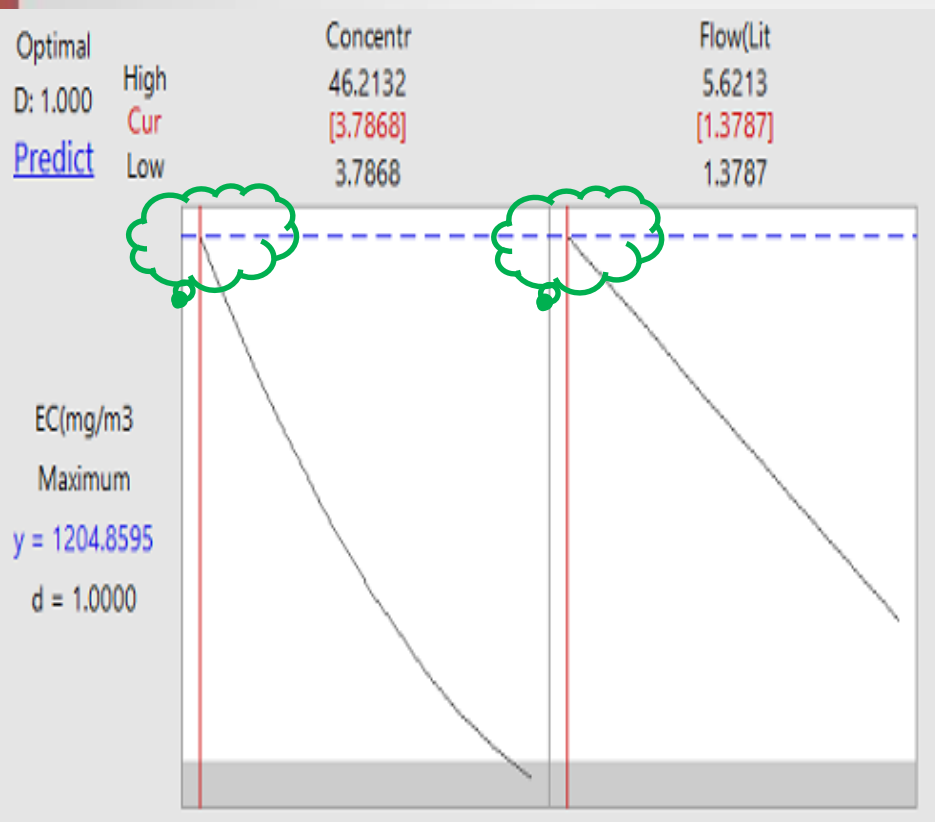 Optimal
D: 1.000
Predict
High
Cur
Low
Concentr
46.2132
[3.7868]
3.7868
Flow(Lit
5.6213
[1.3787]
1.3787
EC(mg/m3
Maximum
y = 1204.8595
d = 1.0000